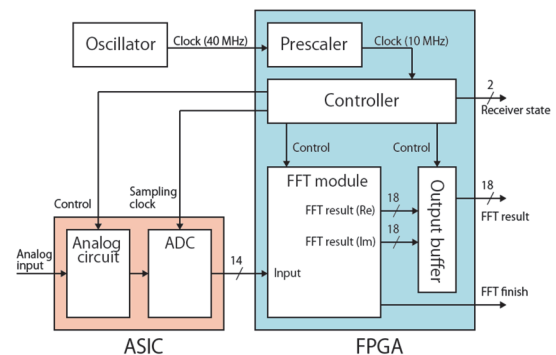 Oscillator
Clock (40 MHz)
Prescaler
Clock (10 MHz)
Controller
2
Receiver state
Control
Control
FFT module
Output buffer
18
FFT result
FFT result (Re)
18
FFT result (Im)
18
Control
Sampling
clock
Analog
input
Analog
circuit
ADC
14
Input
FFT finish
ASIC
FPGA